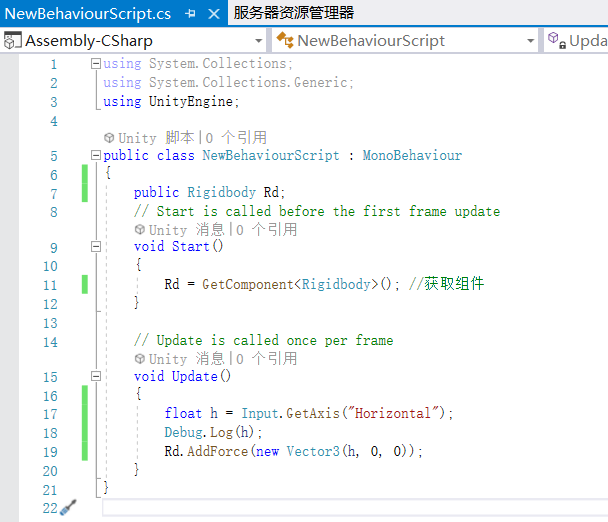 NewBehaviourScript.cs 服务器资源管理器
Assembly-CSharp NewBehaviourScript Upda
1 using System.Collections;
2 using System.Collections.Generic;
3 using UnityEngine;
4
Unity 脚本|0 个引用
5 public class NewBehaviourScript : MonoBehaviour
6 {
7 public Rigidbody Rd;
8 // Start is called before the first frame update
Unity 消息|0 个引用
9 void Start()
10 {
11 Rd = GetComponent<Rigidbody>(); //获取组件
12 }
13
14 // Update is called once per frame
Unity 消息|0 个引用
15 void Update()
16 {
17 float h = Input.GetAxis("Horizontal");
18 Debug.Log(h);
19 Rd.AddForce(new Vector3(h, 0, 0));
20 }
21 }
22